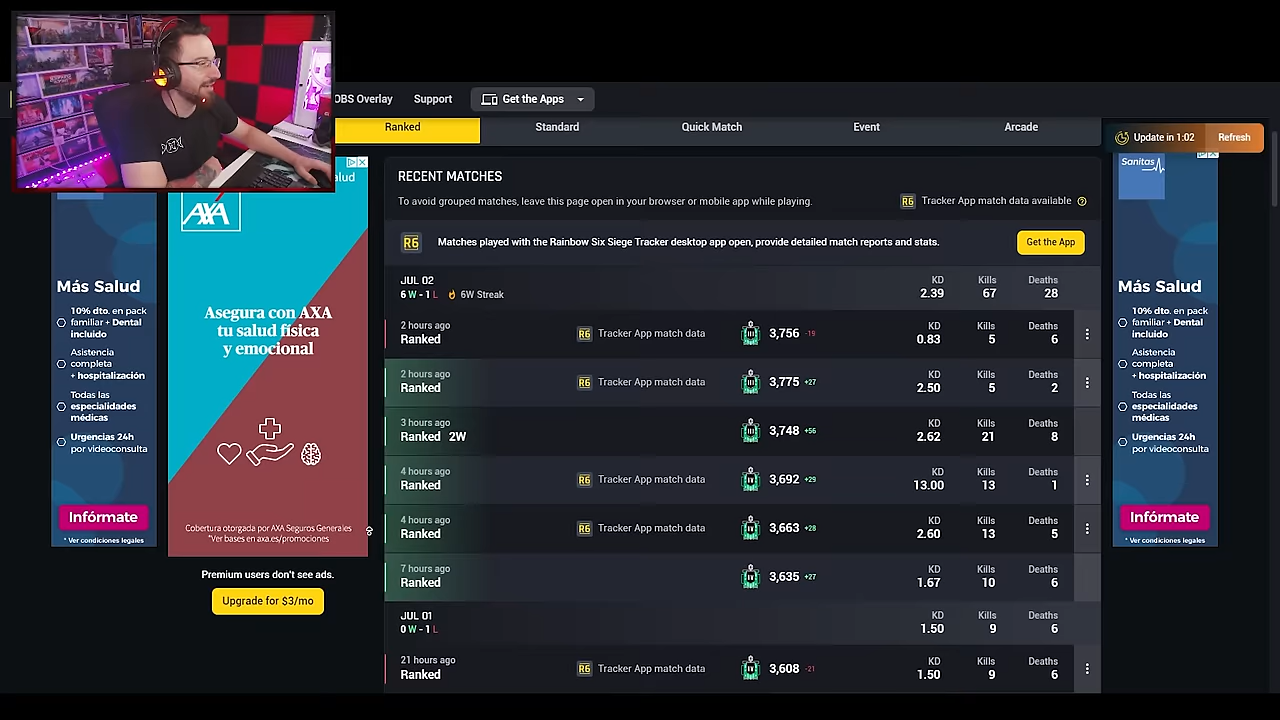 OBS Overlay
Support
Get the Apps
Ranked
Standard
Quick Match
Event
Arcade
Update in 1:02
Refresh
alud
AXA
Asegura con AXA
tu salud física
y emocional
Cobertura otorgada por AXA Seguros Generales
*Ver bases en axa.es/promociones
Premium users don't see ads.
Upgrade for $3/mo
Más Salud
10% dto. en pack
familiar + Dental
incluido
Asistencia
completa
+ hospitalización
Todas las
especialidades
médicas
Urgencias 24h
por videoconsulta
Infórmate
* Ver condiciones legales
RECENT MATCHES
To avoid grouped matches, leave this page open in your browser or mobile app while playing.
R6 Tracker App match data available
R6 Matches played with the Rainbow Six Siege Tracker desktop app open, provide detailed match reports and stats.
Get the App
JUL 02
6 W - 1 L 6W Streak
KD Kills Deaths
2.39 67 28
2 hours ago
Ranked
R6 Tracker App match data
3,756 -19
KD Kills Deaths
0.83 5 6
2 hours ago
Ranked
R6 Tracker App match data
3,775 +27
KD Kills Deaths
2.50 5 2
3 hours ago
Ranked 2W
3,748 +56
KD Kills Deaths
2.62 21 8
4 hours ago
Ranked
R6 Tracker App match data
3,692 +29
KD Kills Deaths
13.00 13 1
4 hours ago
Ranked
R6 Tracker App match data
3,663 +28
KD Kills Deaths
2.60 13 5
7 hours ago
Ranked
3,635 +27
KD Kills Deaths
1.67 10 6
JUL 01
0 W - 1 L
KD Kills Deaths
1.50 9 6
21 hours ago
Ranked
R6 Tracker App match data
3,608 -21
KD Kills Deaths
1.50 9 6
Sanitas
Más Salud
10% dto. en pack
familiar + Dental
incluido
Asistencia
completa
+ hospitalización
Todas las
especialidades
médicas
Urgencias 24h
por videoconsulta
Infórmate
* Ver condiciones legales